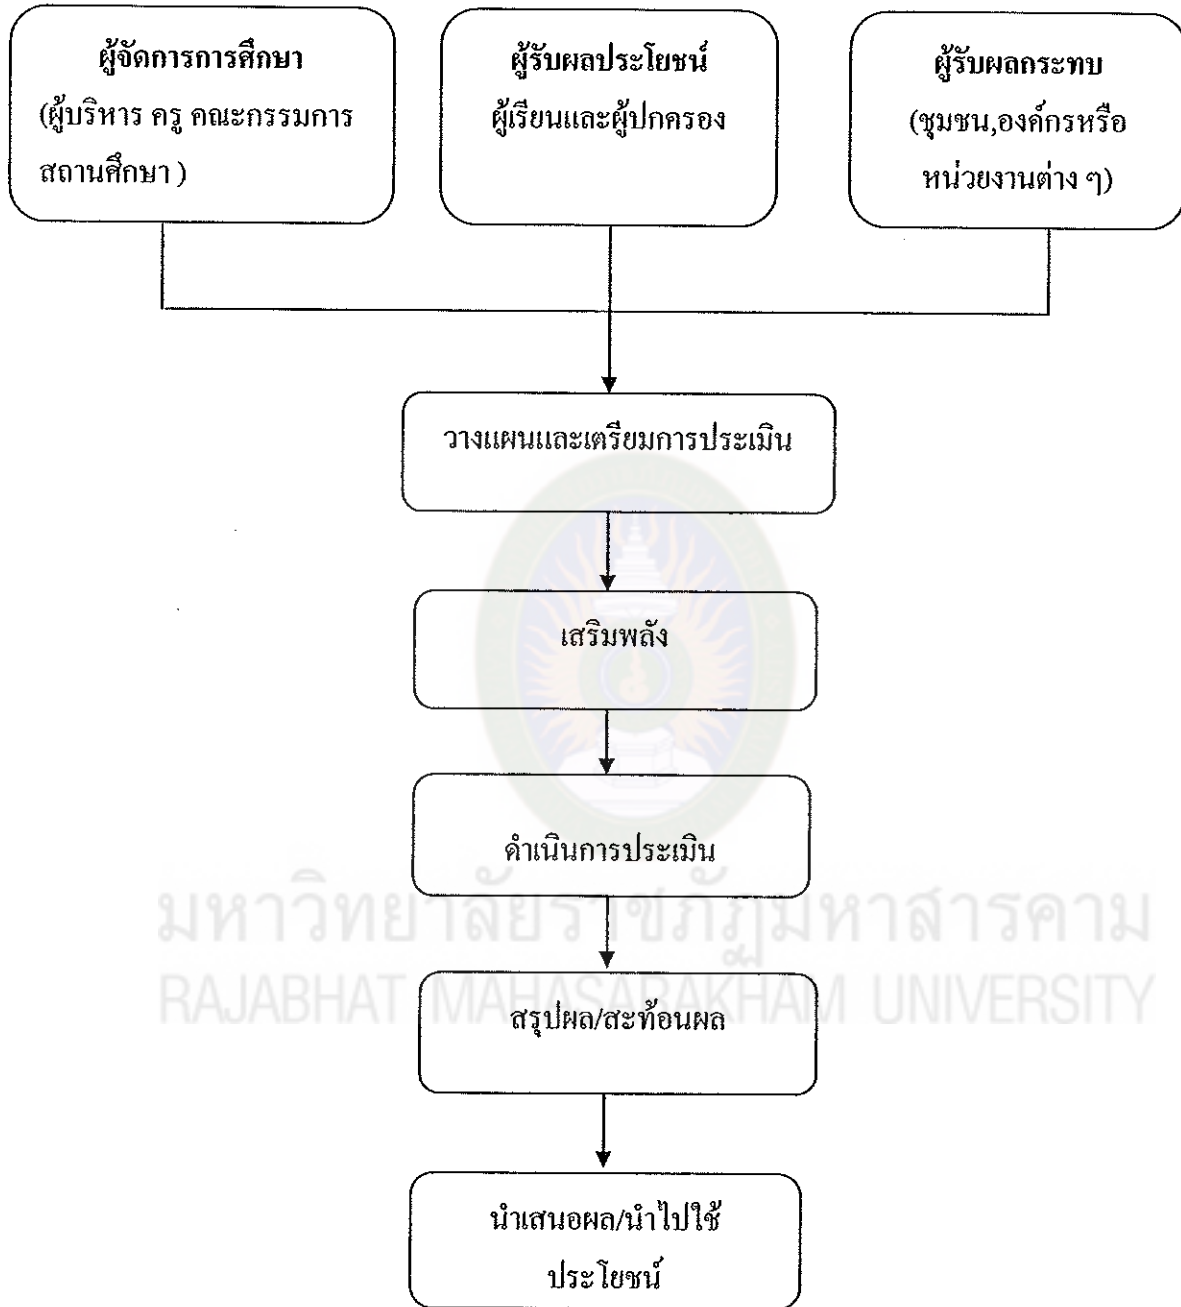 ผู้จัดการการศึกษา
(ผู้บริหาร ครู คณะกรรมการ
สถานศึกษา )
ผู้รับผลประโยชน์
ผู้เรียนและผู้ปกครอง
ผู้รับผลกระทบ
(ชุมชน,องค์กรหรือ
หน่วยงานต่าง ๆ)
วางแผนและเตรียมการประเมิน
เสริมพลัง
ดำเนินการประเมิน
มหาวิทยาลัยราชภัฏมหาสารคาม
RAJABHAT MAHASARAKHAM UNIVERSITY
สรุปผล/สะท้อนผล
นำเสนอผล/นำไปใช้
ประโยชน์